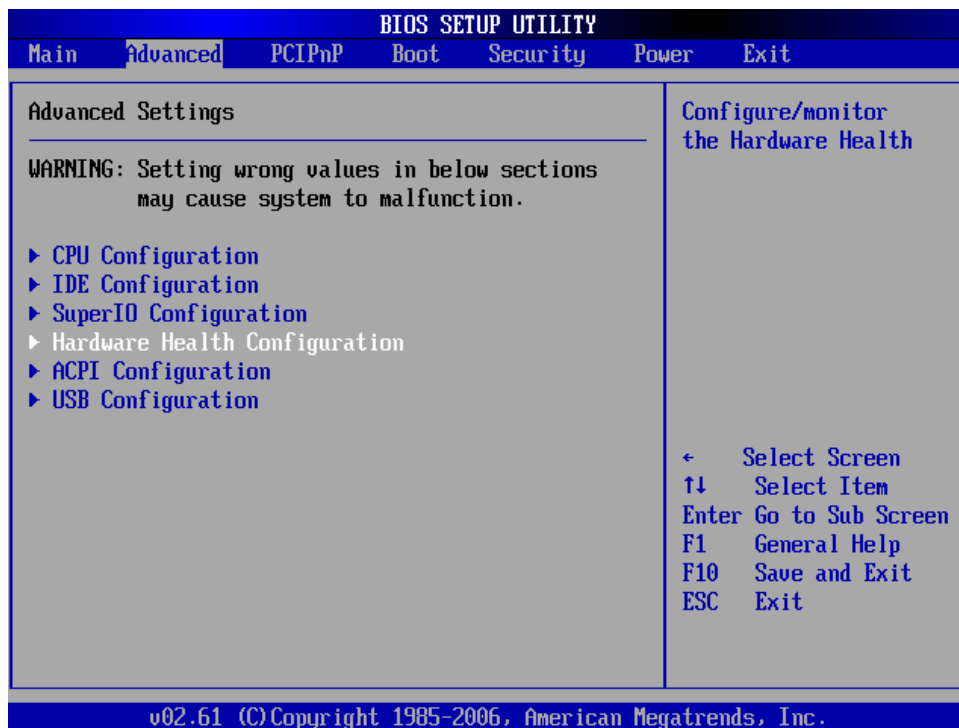 BIOS SETUP UTILITY
Main Advanced PCIPnP Boot Security Power Exit
Advanced Settings
WARNING: Setting wrong values in below sections
may cause system to malfunction.
▶ CPU Configuration
▶ IDE Configuration
▶ SuperIO Configuration
▶ Hardware Health Configuration
▶ ACPI Configuration
▶ USB Configuration
Configure/monitor
the Hardware Health
← Select Screen
↑↓ Select Item
Enter Go to Sub Screen
F1 General Help
F10 Save and Exit
ESC Exit
v02.61 (C)Copyright 1985-2006, American Megatrends, Inc.